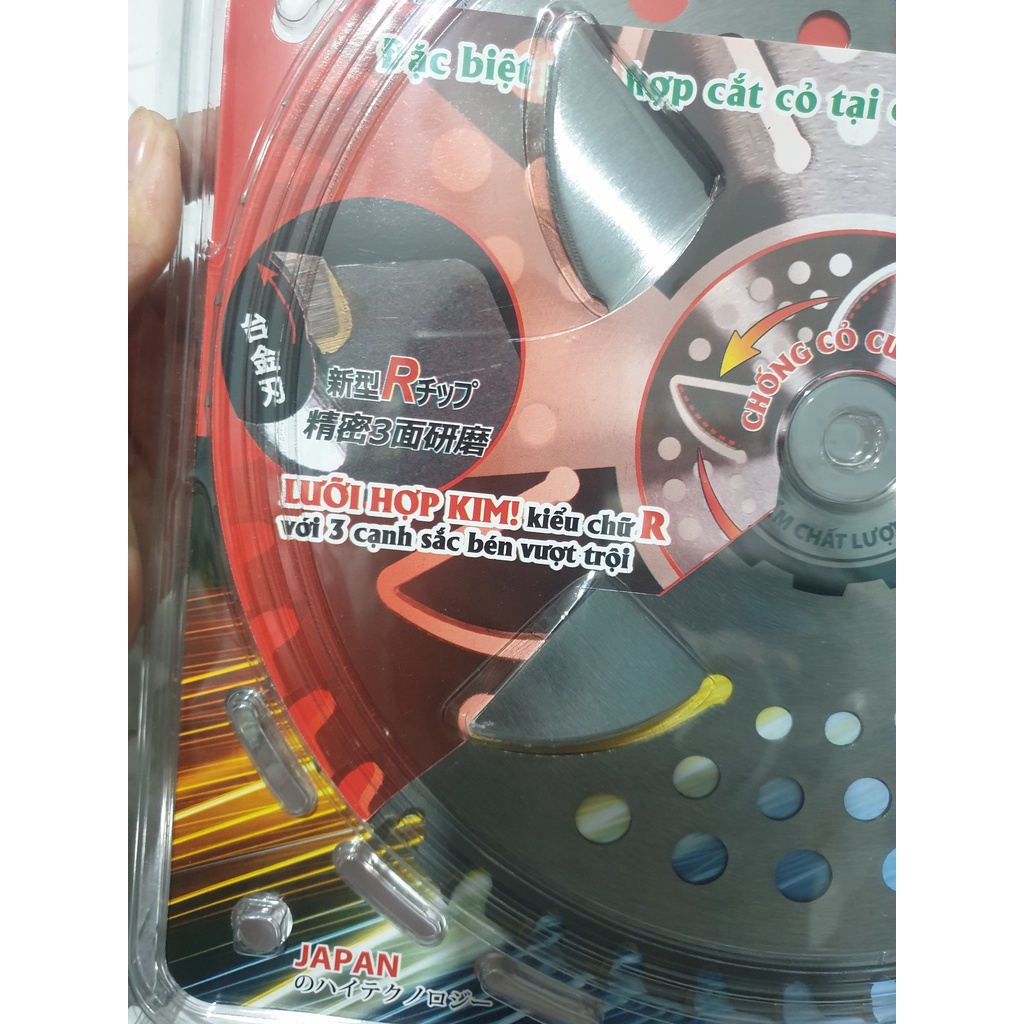 Đặc biệt hợp cắt cỏ tại
CHỐNG CỎ
台金刃
新型Rチップ
精密3面研磨
LƯỠI HỢP KIM! kiểu chữ R
với 3 cạnh sắc bén vượt trội
CHẤT LƯỢ
JAPAN
のハイテクノロジー